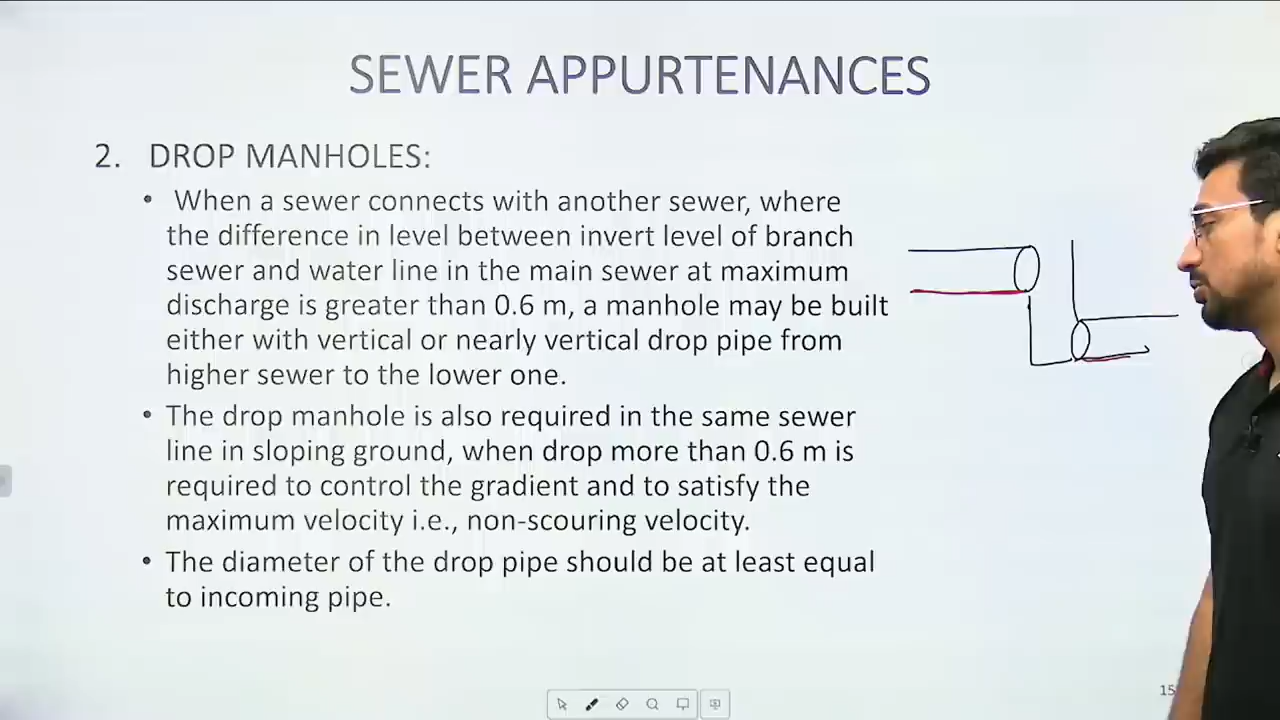 SEWER APPURTENANCES
2. DROP MANHOLES:
• When a sewer connects with another sewer, where
the difference in level between invert level of branch
sewer and water line in the main sewer at maximum
discharge is greater than 0.6 m, a manhole may be built
either with vertical or nearly vertical drop pipe from
higher sewer to the lower one.
• The drop manhole is also required in the same sewer
line in sloping ground, when drop more than 0.6 m is
required to control the gradient and to satisfy the
maximum velocity i.e., non-scouring velocity.
• The diameter of the drop pipe should be at least equal
to incoming pipe.
15